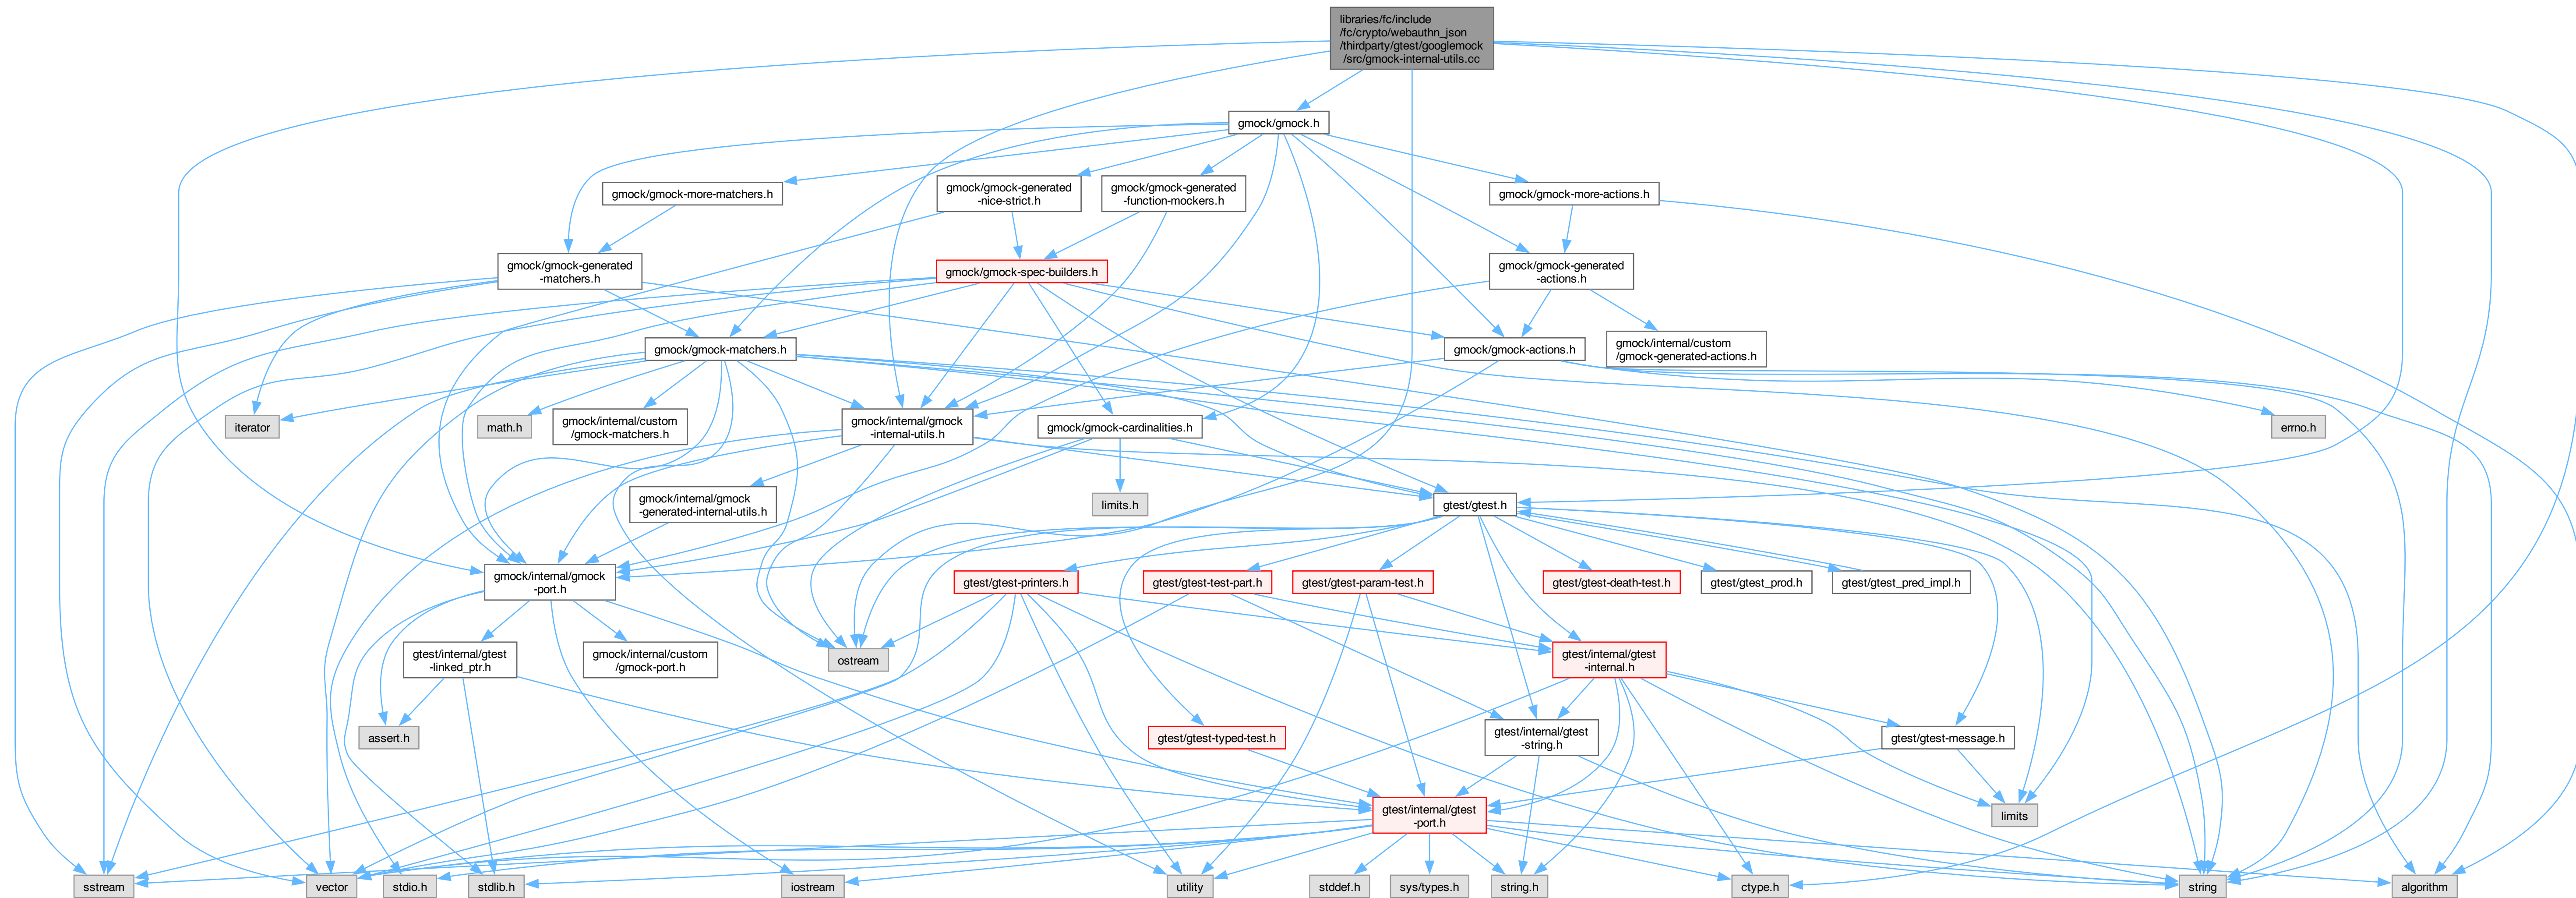 libraries/fc/include
/fc/crypto/webauthn_json
/thirdparty/gtest/googlemock
/src/gmock-internal-utils.cc
gmock/gmock.h
gmock/gmock-more-matchers.h
gmock/gmock-generated
-nice-strict.h
gmock/gmock-generated
-function-mockers.h
gmock/gmock-more-actions.h
gmock/gmock-generated
-matchers.h
gmock/gmock-spec-builders.h
gmock/gmock-generated
-actions.h
gmock/gmock-matchers.h
gmock/gmock-actions.h
gmock/internal/custom
/gmock-generated-actions.h
iterator
math.h
gmock/internal/custom
/gmock-matchers.h
gmock/internal/gmock
-internal-utils.h
gmock/gmock-cardinalities.h
errno.h
gmock/internal/gmock
-generated-internal-utils.h
limits.h
gtest/gtest.h
gmock/internal/gmock
-port.h
gtest/gtest-printers.h
gtest/gtest-test-part.h
gtest/gtest-param-test.h
gtest/gtest-death-test.h
gtest/gtest_prod.h
gtest/gtest_pred_impl.h
gtest/internal/gtest
-linked_ptr.h
gmock/internal/custom
/gmock-port.h
ostream
gtest/internal/gtest
-internal.h
assert.h
gtest/gtest-typed-test.h
gtest/internal/gtest
-string.h
gtest/gtest-message.h
gtest/internal/gtest
-port.h
limits
sstream
vector
stdio.h
stdlib.h
iostream
utility
stddef.h
sys/types.h
string.h
ctype.h
string
algorithm